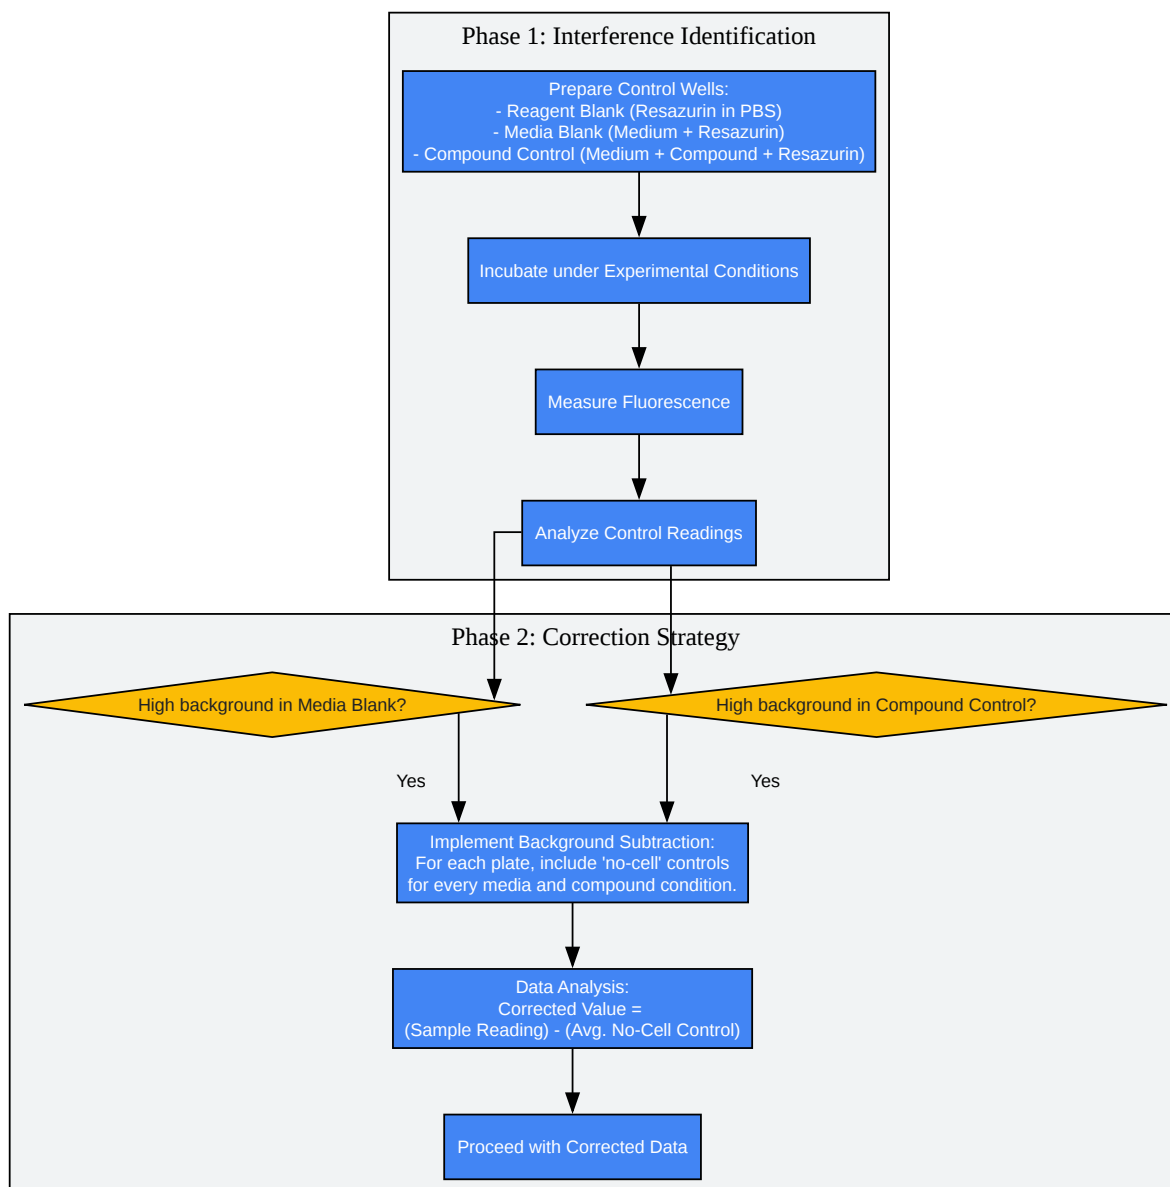 Phase 1: Interference Identification
Prepare Control Wells:
- Reagent Blank (Resazurin in PBS)
- Media Blank (Medium + Resazurin)
- Compound Control (Medium + Compound + Resazurin)
Incubate under Experimental Conditions
Measure Fluorescence
Analyze Control Readings
Phase 2: Correction Strategy
High background in Media Blank?
High background in Compound Control?
Yes
Yes
Implement Background Subtraction:
For each plate, include 'no-cell' controls
for every media and compound condition.
Data Analysis:
Corrected Value =
(Sample Reading) - (Avg. No-Cell Control)
Proceed with Corrected Data